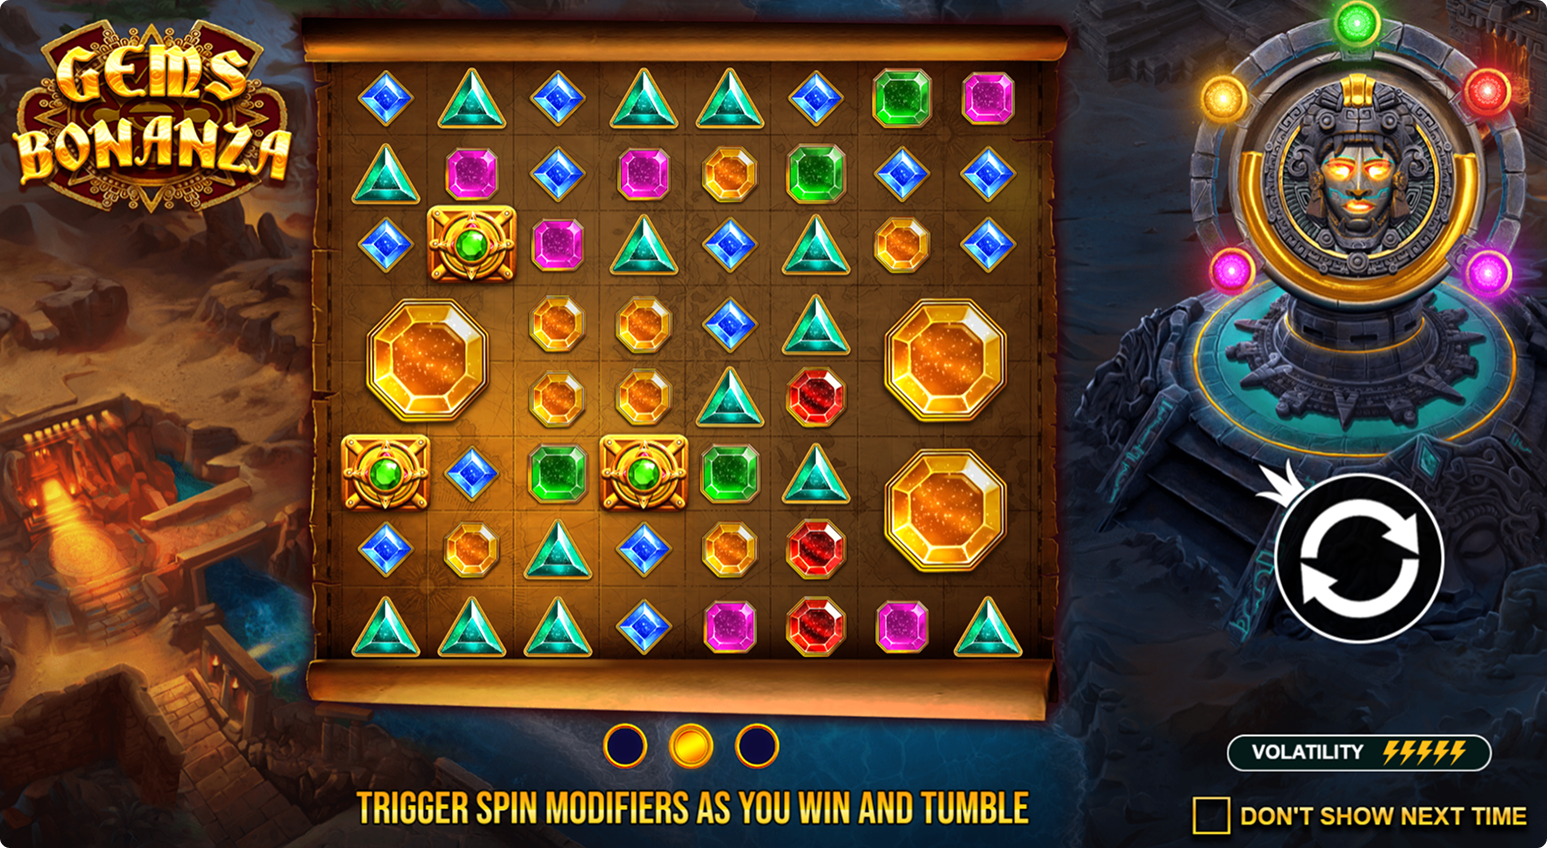 GEMS
BONANZA
TRIGGER SPIN MODIFIERS AS YOU WIN AND TUMBLE
VOLATILITY
DON'T SHOW NEXT TIME